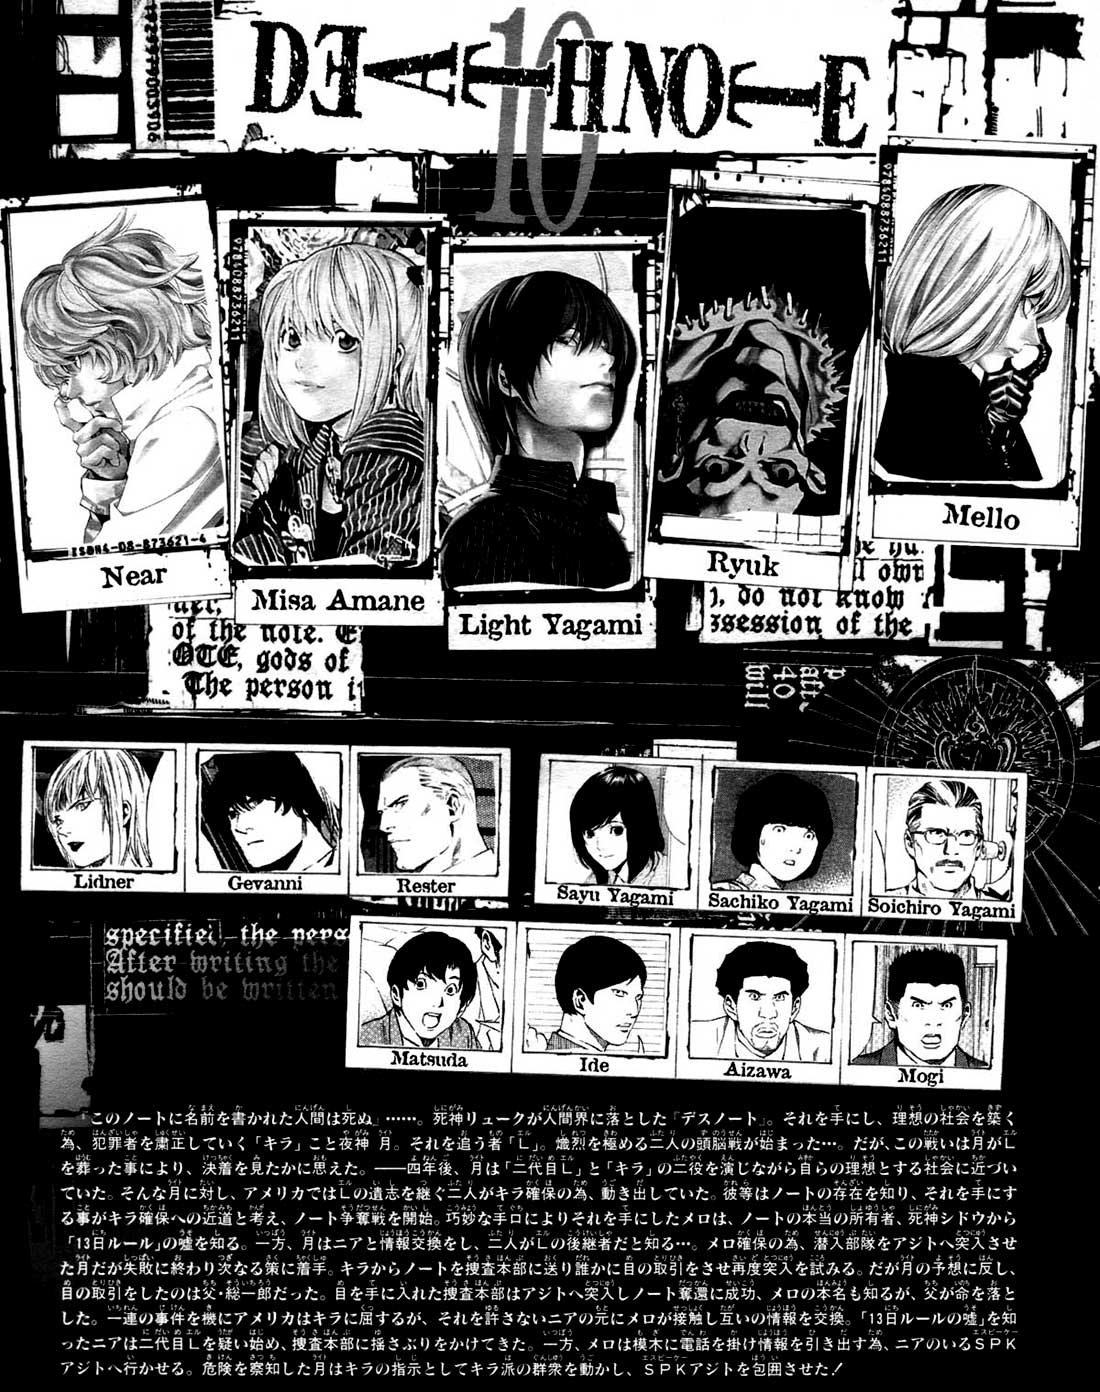 DEATH NOTE
10
9784088736211
9784088736211
9784088736211
ISBN4-08-873621-4
Near
Misa Amane
Light Yagami
Ryuk
Mello
of the note. E
OTE, gods of
The person i
l own
), do not know
ssession of the
Lidner
Gevanni
Rester
Sayu Yagami
Sachiko Yagami
Soichiro Yagami
specifie the pers
After writing the
should be written
Matsuda
Ide
Aizawa
Mogi
「このノートに名前を書かれた人間は死ぬ」……。死神リュークが人間界に落とした「デスノート」。それを手にし、理想の社会を築く
為、犯罪者を粛正していく「キラ」こと夜神 月。それを追う者「L」。熾烈を極める二人の頭脳戦が始まった…。だが、この戦いは月がL
を葬った事により、決着を見たかに思えた。——四年後、月は「二代目L」と「キラ」の二役を演じながら自らの理想とする社会に近づい
ていた。そんな月に対し、アメリカではLの遺志を継ぐ二人がキラ確保の為、動き出していた。彼等はノートの存在を知り、それを手にす
る事がキラ確保への近道と考え、ノート争奪戦を開始。巧妙な手口によりそれを手にしたメロは、ノートの本当の所有者、死神シドウから
「13日ルール」の嘘を知る。一方、月はニアと情報交換をし、二人がLの後継者だと知る…。メロ確保の為、潜入部隊をアジトへ突入させ
た月だが失敗に終わり次なる策に着手。キラからノートを捜査本部に送り誰かに目の取引をさせ再度突入を試みる。だが月の予想に反し、
目の取引をしたのは父・総一郎だった。目を手に入れた捜査本部はアジトへ突入しノート奪還に成功、メロの本名も知るが、父が命を落と
した。一連の事件を機にアメリカはキラに屈するが、それを許さないニアの元にメロが接触し互いの情報を交換。「13日ルールの嘘」を知
ったニアは二代目Lを疑い始め、捜査本部に揺さぶりをかけてきた。一方、メロは模木に電話を掛け情報を引き出す為、ニアのいるSPK
アジトへ行かせる。危険を察知した月はキラの指示としてキラ派の群衆を動かし、SPKアジトを包囲させた！